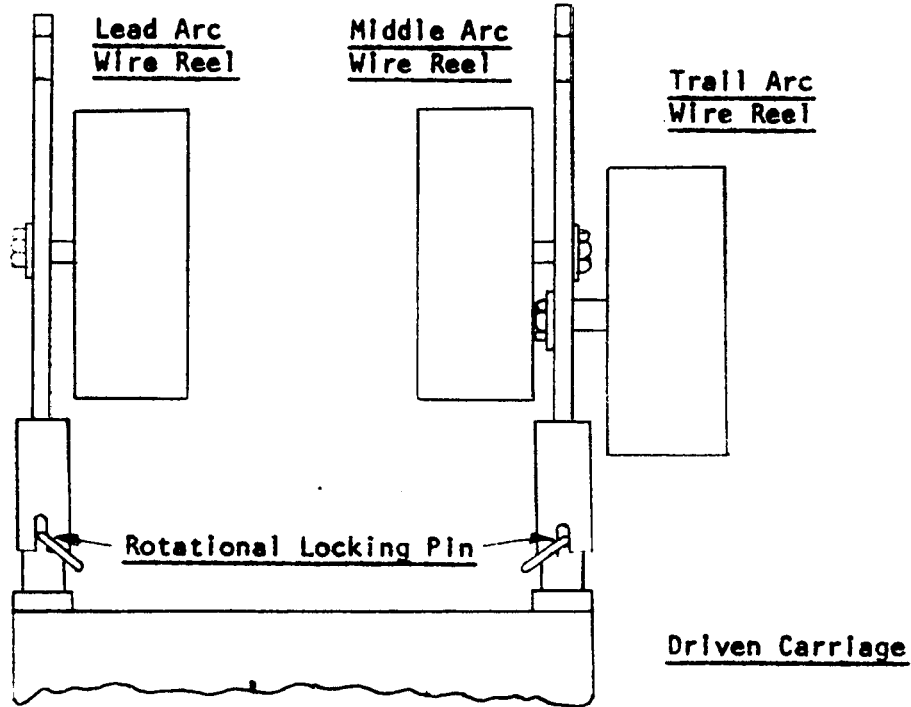 Lead Arc
Wire Reel
Middle Arc
Wire Reel
Trail Arc
Wire Reel
Rotational Locking Pin
Driven Carriage